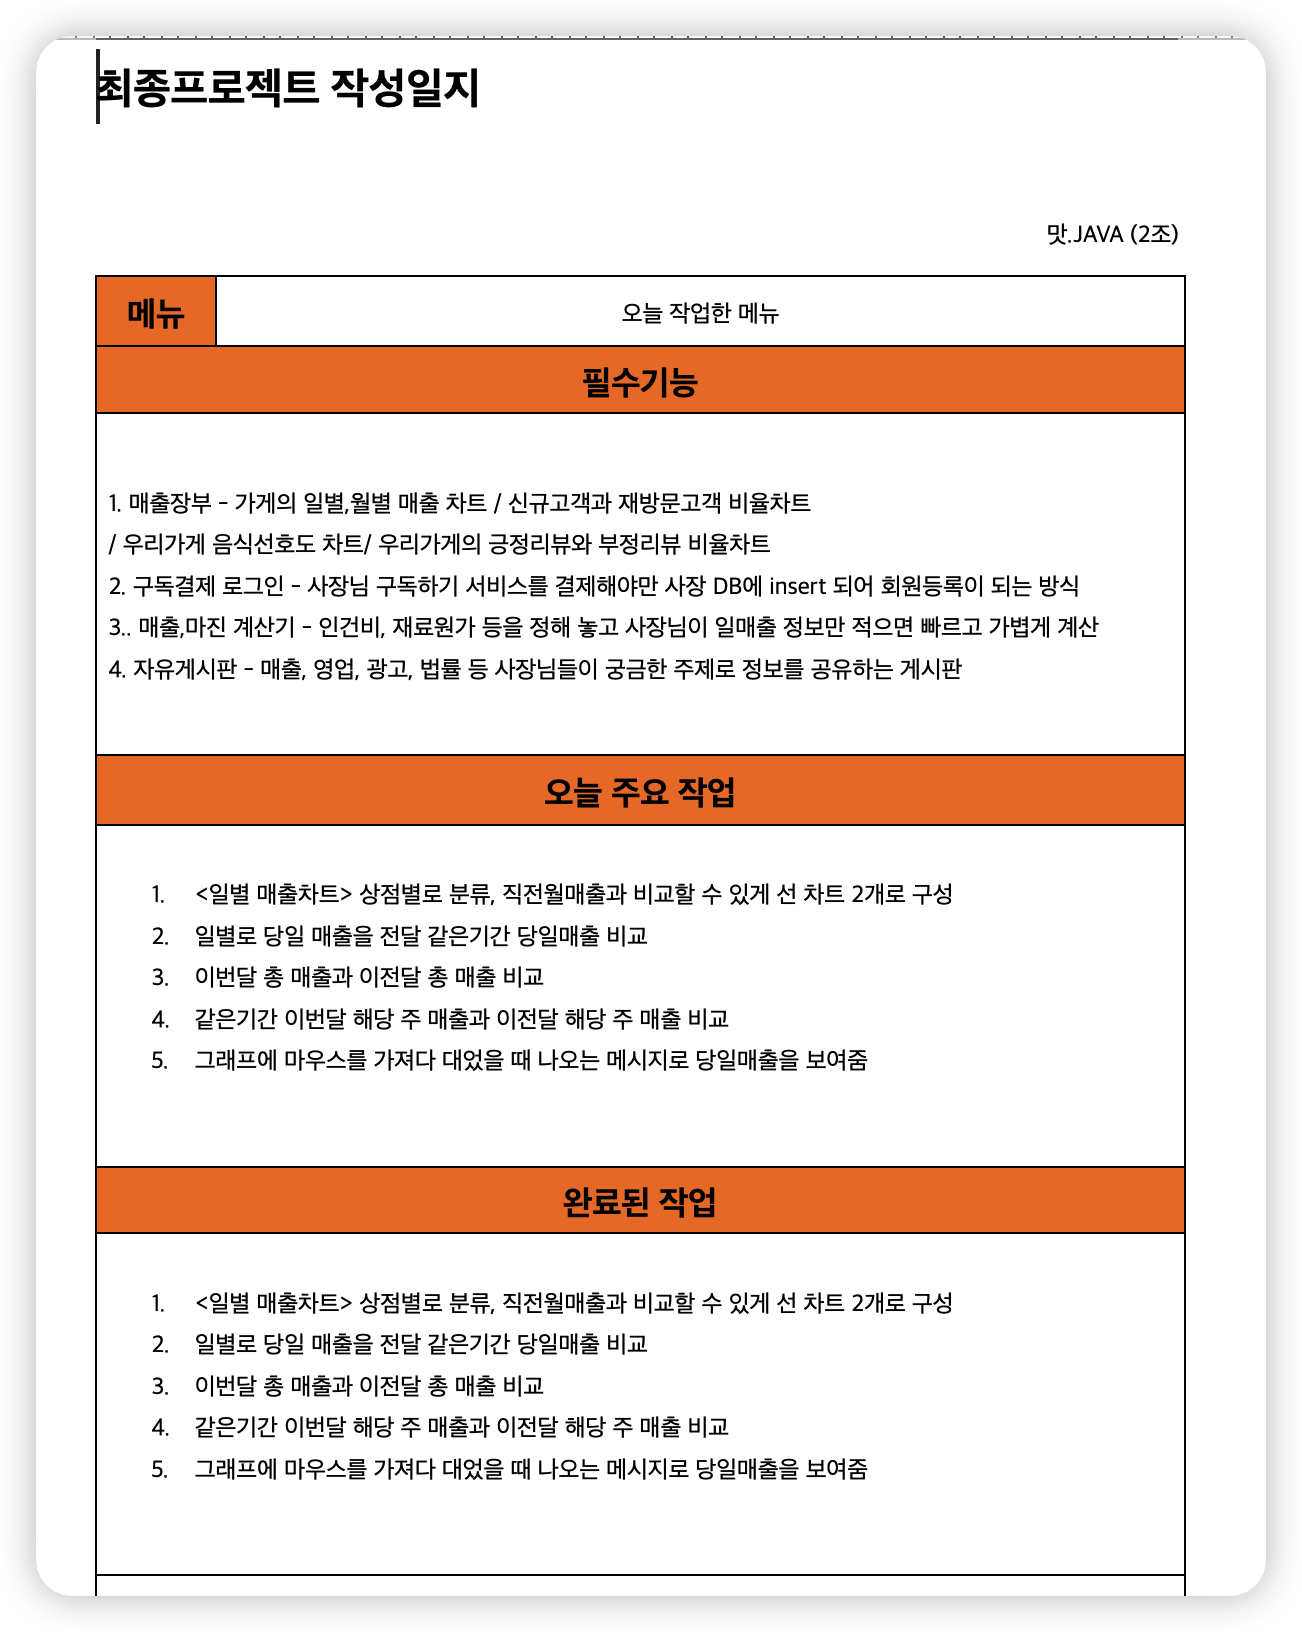 최종프로젝트 작성일지
맛.JAVA (2조)
메뉴
오늘 작업한 메뉴
필수기능
1. 매출장부 - 가게의 일별,월별 매출 차트 / 신규고객과 재방문고객 비율차트
/ 우리가게 음식선호도 차트/ 우리가게의 긍정리뷰와 부정리뷰 비율차트
2. 구독결제 로그인 - 사장님 구독하기 서비스를 결제해야만 사장 DB에 insert 되어 회원등록이 되는 방식
3.. 매출,마진 계산기 - 인건비, 재료원가 등을 정해 놓고 사장님이 일매출 정보만 적으면 빠르고 가볍게 계산
4. 자유게시판 - 매출, 영업, 광고, 법률 등 사장님들이 궁금한 주제로 정보를 공유하는 게시판
오늘 주요 작업
1. <일별 매출차트> 상점별로 분류, 직전월매출과 비교할 수 있게 선 차트 2개로 구성
2. 일별로 당일 매출을 전달 같은기간 당일매출 비교
3. 이번달 총 매출과 이전달 총 매출 비교
4. 같은기간 이번달 해당 주 매출과 이전달 해당 주 매출 비교
5. 그래프에 마우스를 가져다 대었을 때 나오는 메시지로 당일매출을 보여줌
완료된 작업
1. <일별 매출차트> 상점별로 분류, 직전월매출과 비교할 수 있게 선 차트 2개로 구성
2. 일별로 당일 매출을 전달 같은기간 당일매출 비교
3. 이번달 총 매출과 이전달 총 매출 비교
4. 같은기간 이번달 해당 주 매출과 이전달 해당 주 매출 비교
5. 그래프에 마우스를 가져다 대었을 때 나오는 메시지로 당일매출을 보여줌